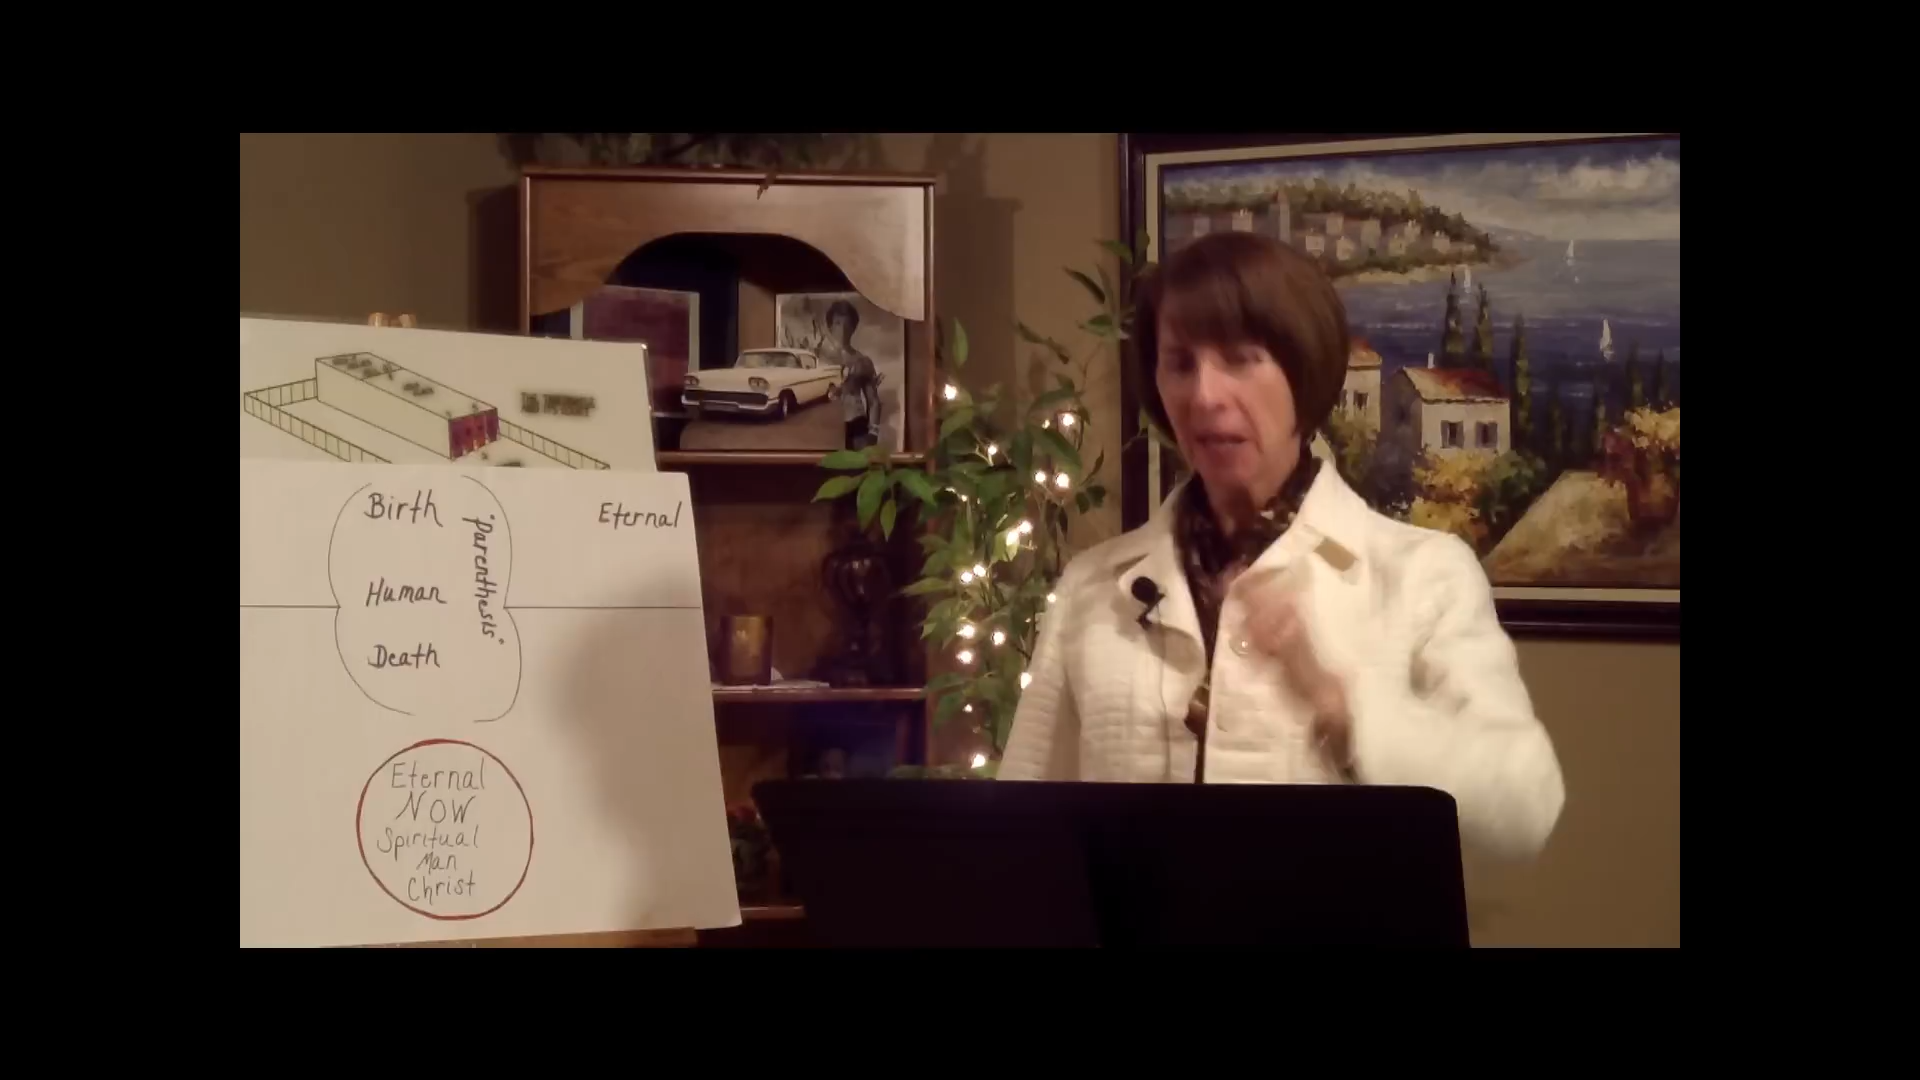 Birth
"Parenthesis"
Eternal
Human
Death
Eternal
NOW
Spiritual
Man
Christ